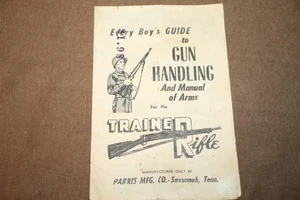 Every Boy's GUIDE
to
GUN
HANDLING
And Manual
of Arms
For the
TRAINER
Rifle
MANUFACTURED ONLY BY
PARRIS MFG. CO.-Savannah, Tenn.